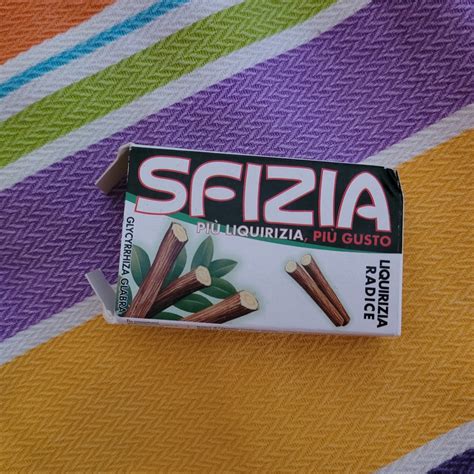 SFIZIA
PIÙ LIQUIRIZIA, PIÙ GUSTO
GLYCYRRHIZA GLABRA
LIQUIRIZIA
RADICE